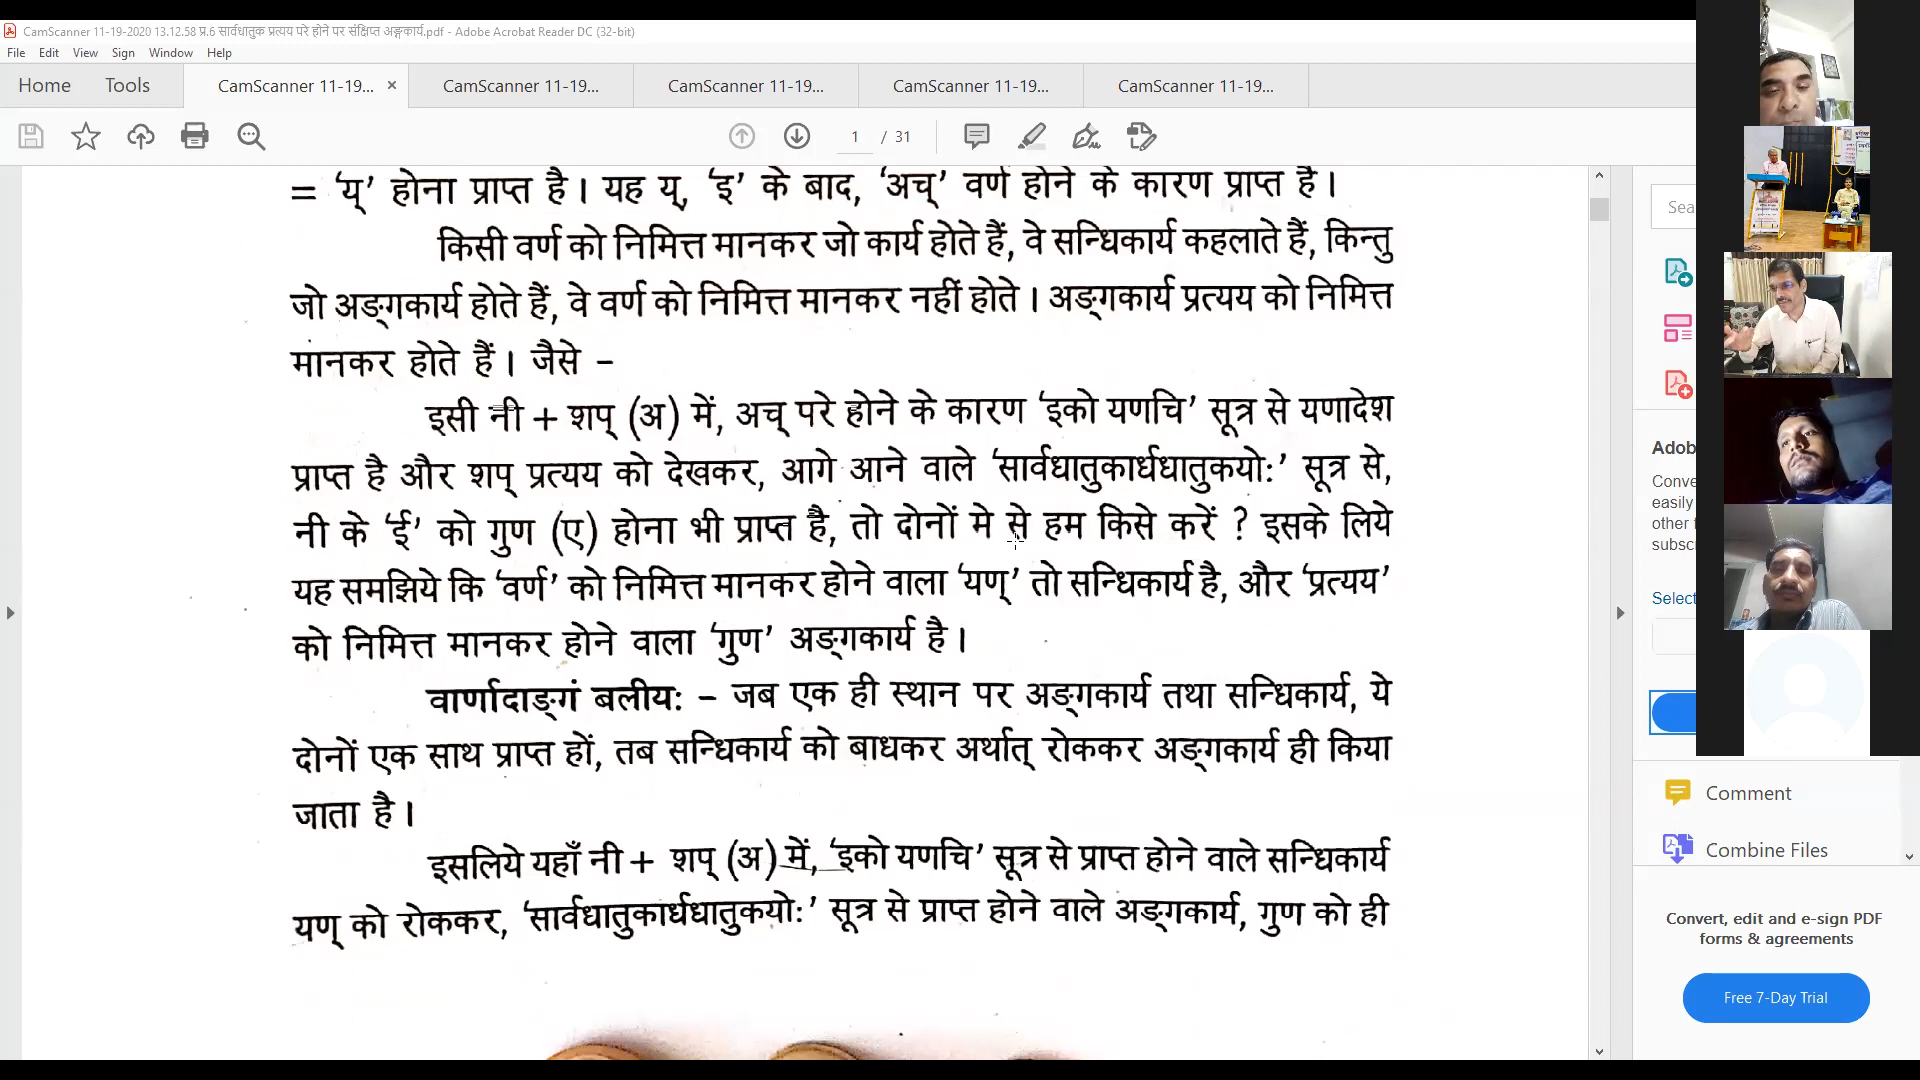 CamScanner 11-19-2020 13.12.58 प्र.6 सार्वधातुक प्रत्यय परे होने पर संक्षिप्त अङ्गकार्य.pdf - Adobe Acrobat Reader DC (32-bit)
File Edit View Sign Window Help
Home Tools CamScanner 11-19... × CamScanner 11-19... CamScanner 11-19... CamScanner 11-19... CamScanner 11-19...
1 / 31
= ‘य्’ होना प्राप्त है। यह य्, ‘इ’ के बाद, ‘अच्’ वर्ण होने के कारण प्राप्त है।
किसी वर्ण को निमित्त मानकर जो कार्य होते हैं, वे सन्धिकार्य कहलाते हैं, किन्तु
जो अङ्गकार्य होते हैं, वे वर्ण को निमित्त मानकर नहीं होते। अङ्गकार्य प्रत्यय को निमित्त
मानकर होते हैं। जैसे –
इसी नी + शप् (अ) में, अच् परे होने के कारण ‘इको यणचि’ सूत्र से यणादेश
प्राप्त है और शप् प्रत्यय को देखकर, आगे आने वाले ‘सार्वधातुकार्धधातुकयो:’ सूत्र से,
नी के ‘ई’ को गुण (ए) होना भी प्राप्त है, तो दोनों मे से हम किसे करें ? इसके लिये
यह समझिये कि ‘वर्ण’ को निमित्त मानकर होने वाला ‘यण्’ तो सन्धिकार्य है, और ‘प्रत्यय’
को निमित्त मानकर होने वाला ‘गुण’ अङ्गकार्य है।
वार्णादाङ्गं बलीय: – जब एक ही स्थान पर अङ्गकार्य तथा सन्धिकार्य, ये
दोनों एक साथ प्राप्त हों, तब सन्धिकार्य को बाधकर अर्थात् रोककर अङ्गकार्य ही किया
जाता है।
इसलिये यहाँ नी + शप् (अ) में, ‘इको यणचि’ सूत्र से प्राप्त होने वाले सन्धिकार्य
यण् को रोककर, ‘सार्वधातुकार्धधातुकयो:’ सूत्र से प्राप्त होने वाले अङ्गकार्य, गुण को ही
Sea
Adob
Conve
easily
other f
subsc
Select
Comment
Combine Files
Convert, edit and e-sign PDF
forms & agreements
Free 7-Day Trial